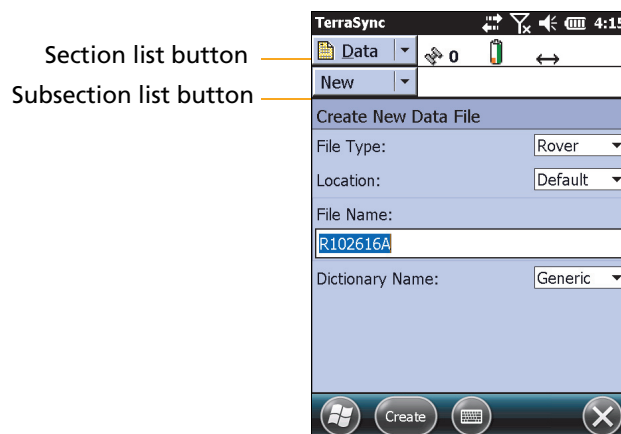 TerraSync 4:15
Section list button
Data 0
Subsection list button
New
Create New Data File
File Type: Rover
Location: Default
File Name:
R102616A
Dictionary Name: Generic
Create